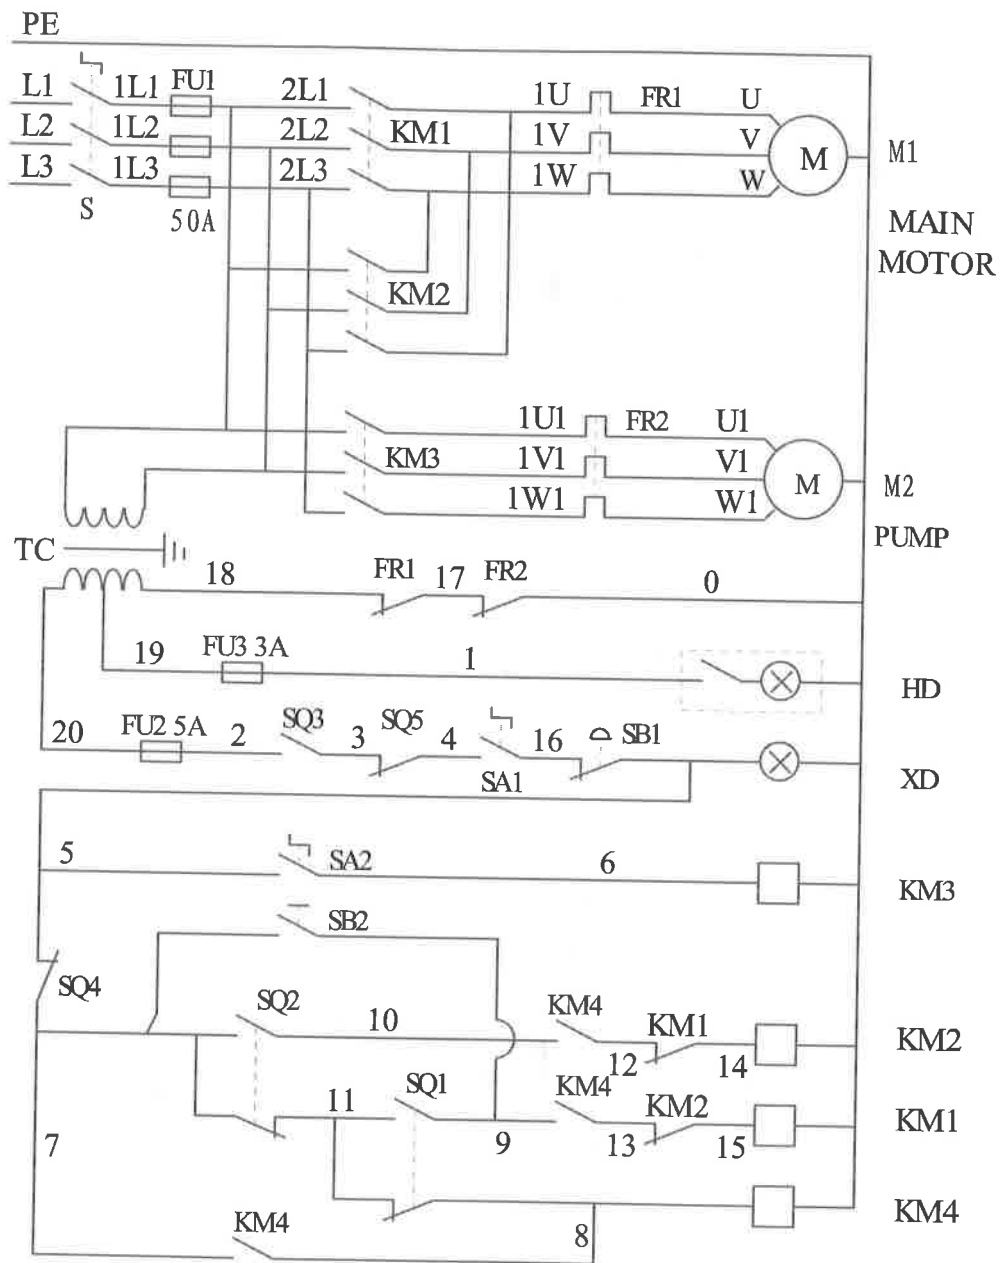 PE
L1 1L1 FU1 2L1 1U FR1 U
L2 1L2 2L2 KM1 1V V M M1
L3 1L3 2L3 1W W
S 50A
MAIN
MOTOR
KM2
1U1 FR2 U1
KM3 1V1 V1 M M2
1W1 W1
PUMP
TC
18 FR1 17 FR2 0
19 FU3 3A 1 HD
20 FU2 5A 2 SQ3 3 SQ5 4 16 SB1
SA1 XD
5 SA2 6 KM3
SB2
SQ4 SQ2 10 KM4 KM1 KM2
12 14
11 SQ1 KM4 KM2 KM1
7 9 13 15
KM4 8 KM4